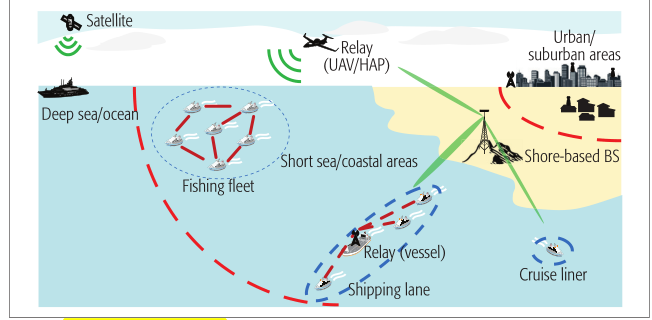 Satellite
Relay
(UAV/HAP)
Urban/
suburban areas
Deep sea/ocean
Short sea/coastal areas
Shore-based BS
Fishing fleet
Relay (vessel)
Cruise liner
Shipping lane